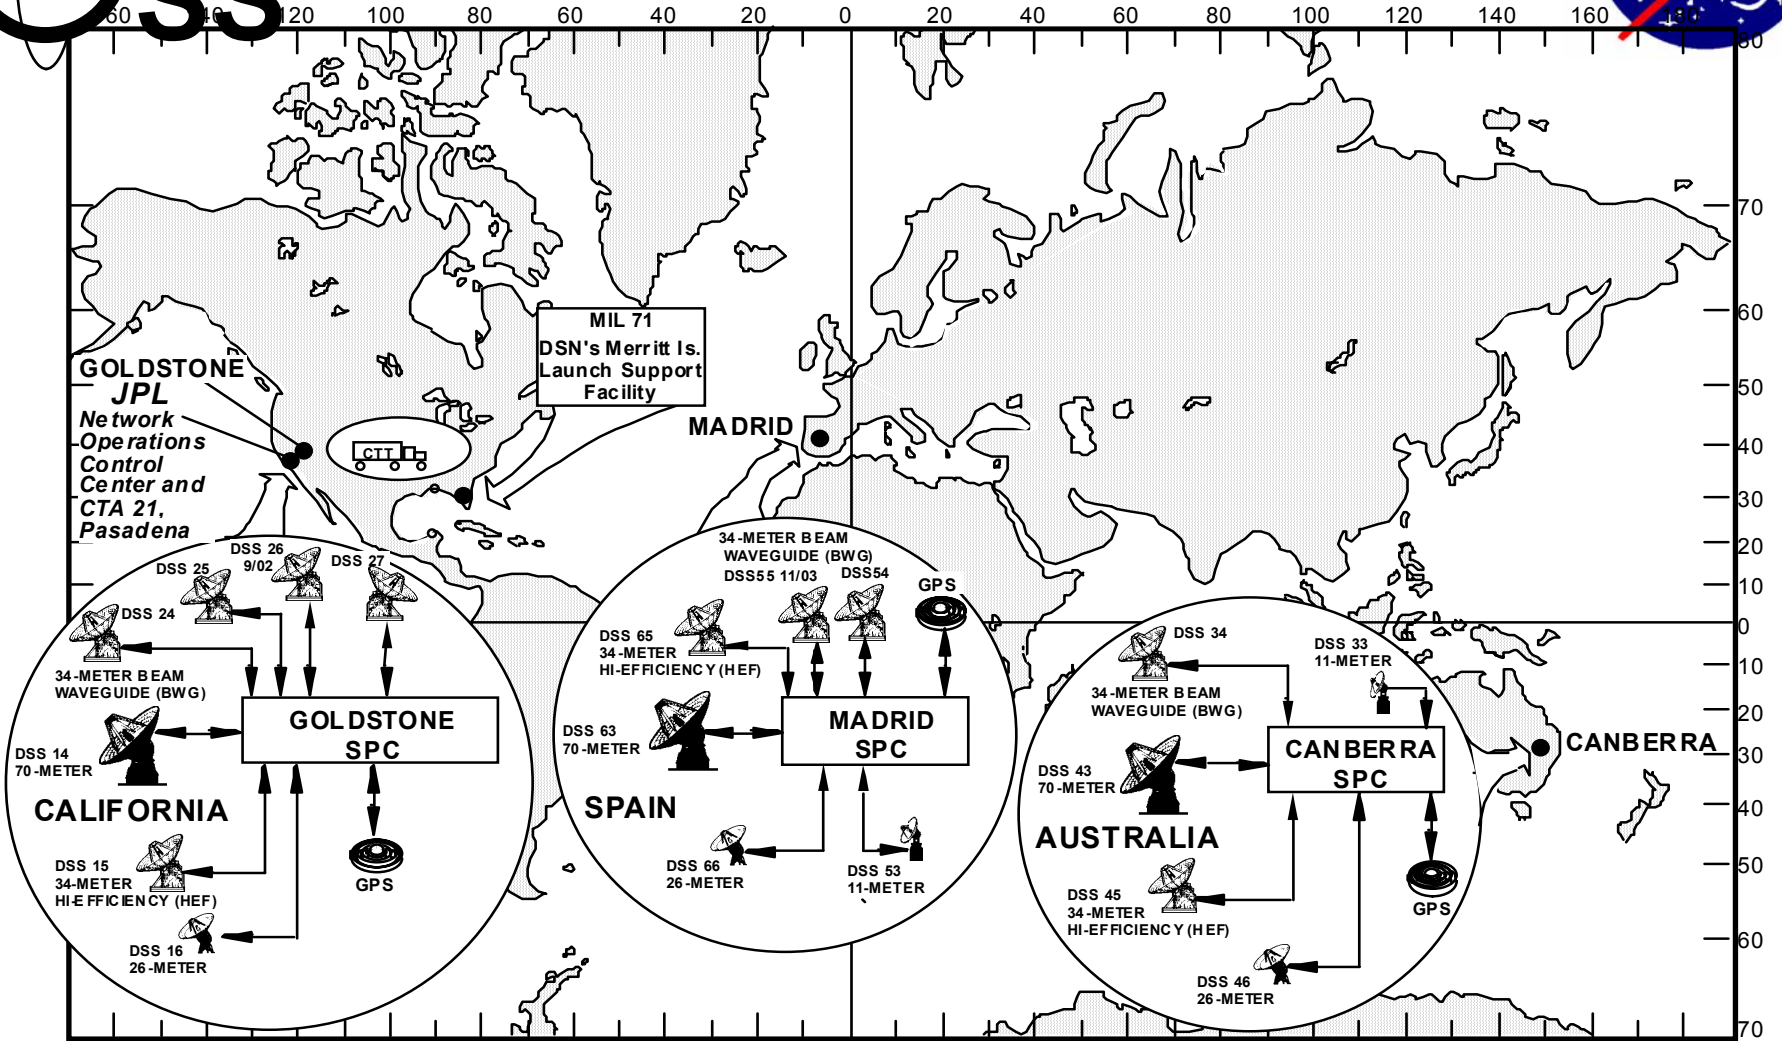 SS
160 140 120 100 80 60 40 20 0 20 40 60 80 100 120 140 160 180
80
70
60
50
40
30
20
10
0
10
20
30
40
50
60
70
MIL 71
DSN's Merritt Is.
Launch Support
Facility
GOLDSTONE
JPL
Network
Operations
Control
Center and
CTA 21,
Pasadena
CTT
MADRID
CANBERRA
DSS 24
DSS 25
DSS 26
9/02
DSS 27
34-METER BEAM
WAVEGUIDE (BWG)
GOLDSTONE
SPC
DSS 14
70-METER
CALIFORNIA
DSS 15
34-METER
HI-EFFICIENCY (HEF)
DSS 16
26-METER
GPS
34-METER BEAM
WAVEGUIDE (BWG)
DSS55 11/03 DSS54
GPS
DSS 65
34-METER
HI-EFFICIENCY (HEF)
MADRID
SPC
DSS 63
70-METER
SPAIN
DSS 66
26-METER
DSS 53
11-METER
DSS 34
DSS 33
11-METER
34-METER BEAM
WAVEGUIDE (BWG)
CANBERRA
SPC
DSS 43
70-METER
AUSTRALIA
DSS 45
34-METER
HI-EFFICIENCY (HEF)
GPS
DSS 46
26-METER